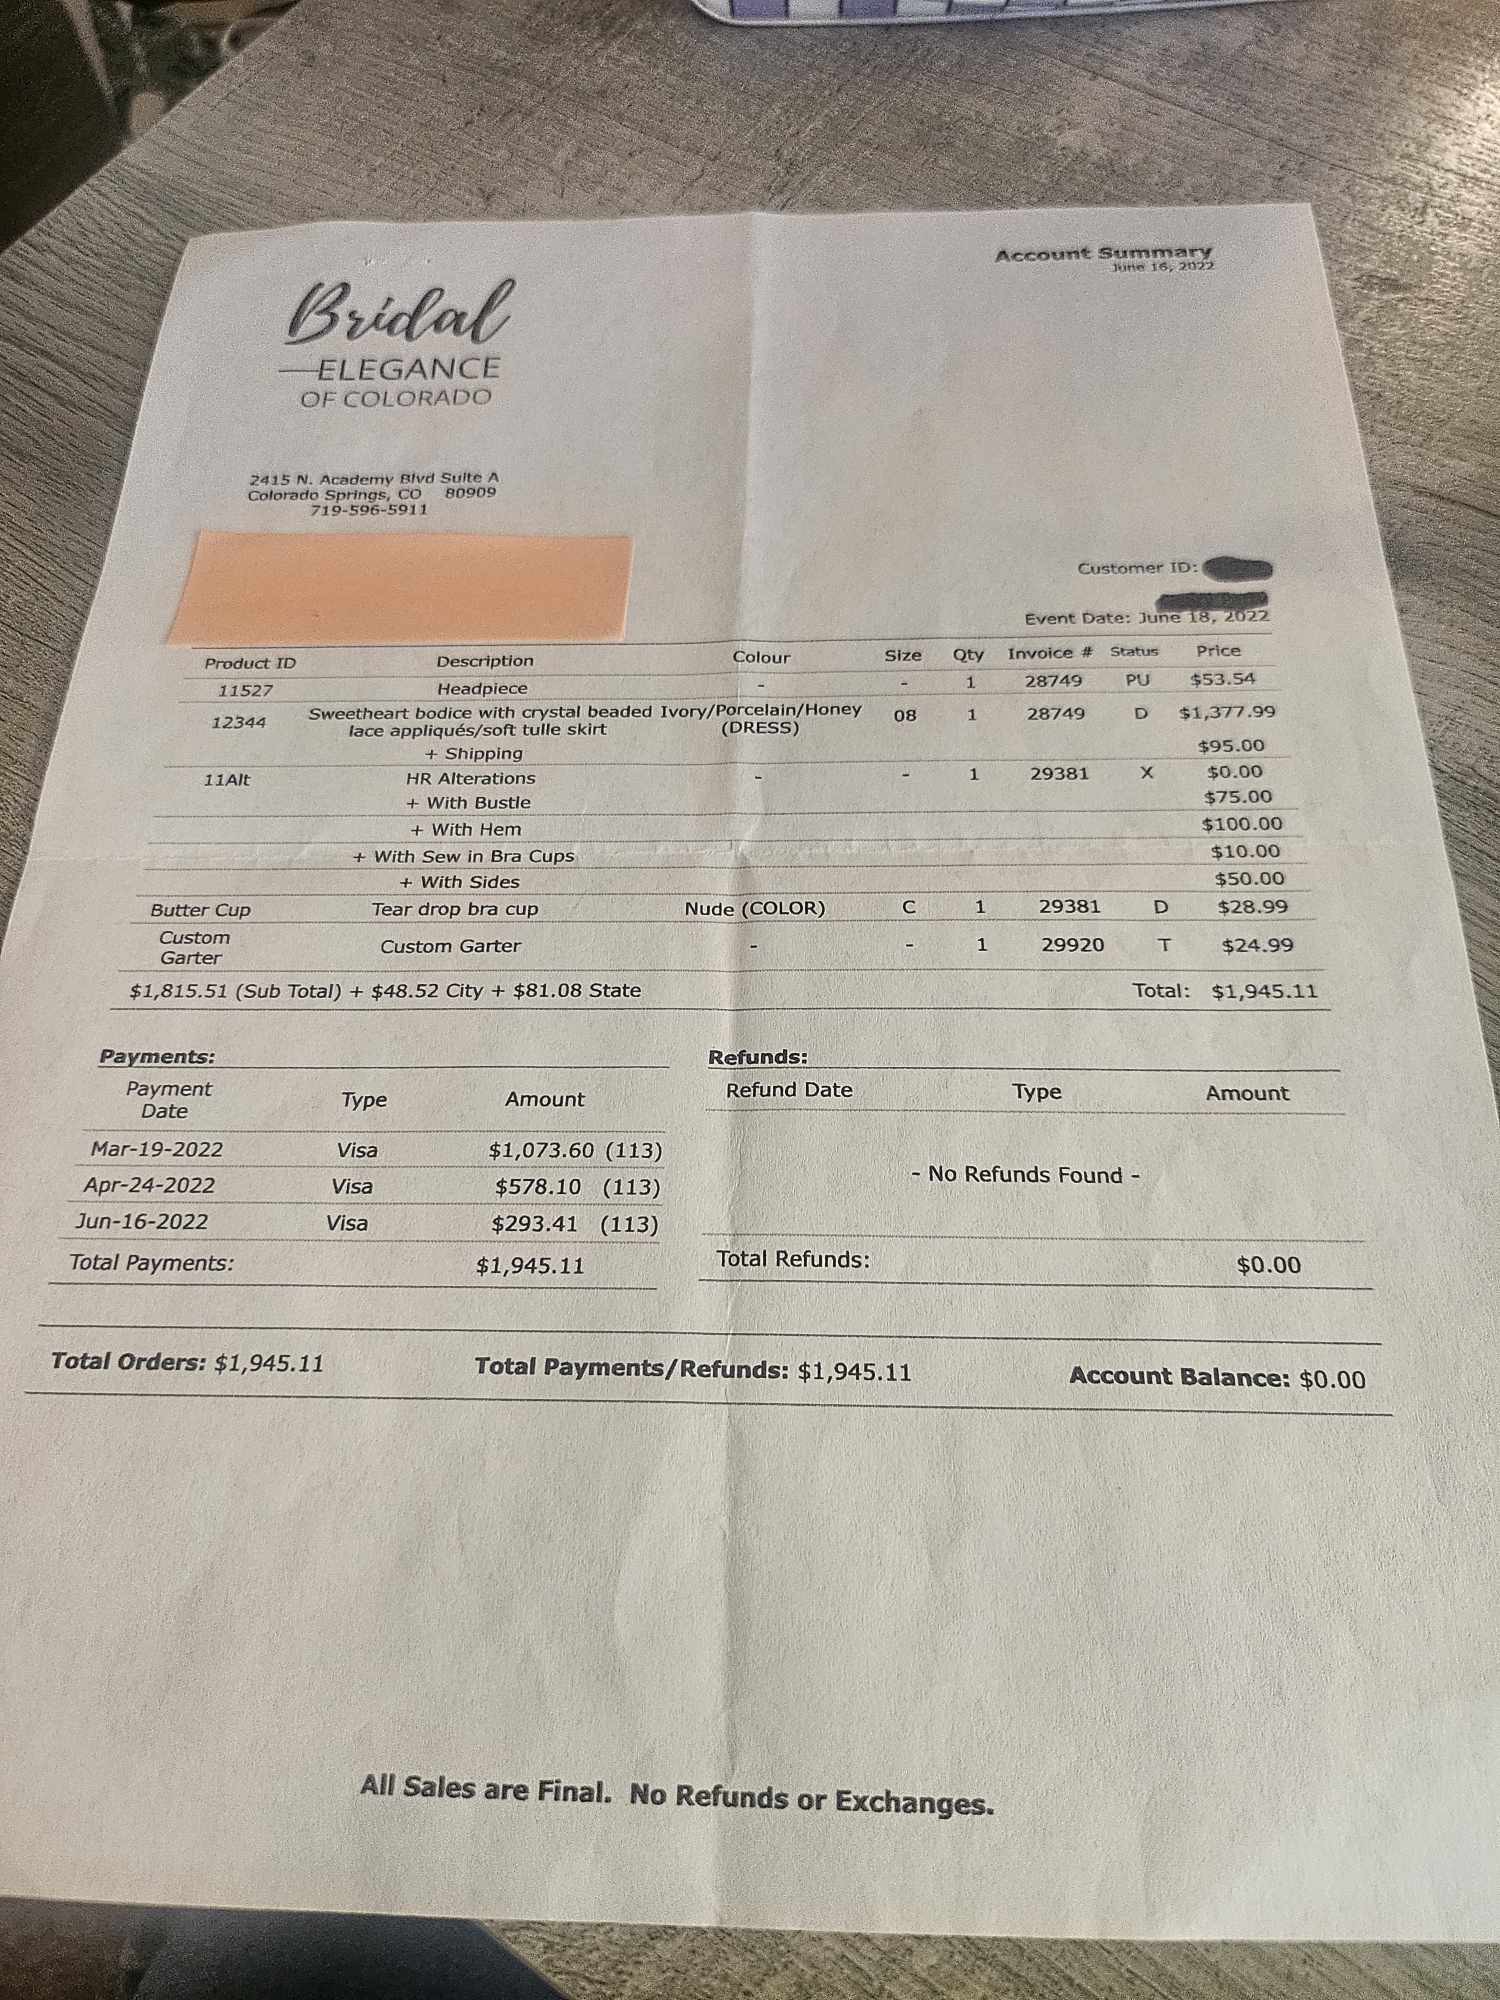 Account Summary
June 16, 2022
Bridal
ELEGANCE
OF COLORADO
2415 N. Academy Blvd Suite A
Colorado Springs, CO 80909
719-596-5911
Customer ID:
Event Date: June 18, 2022
Product ID Description Colour Size Qty Invoice # Status Price
11527 Headpiece - - 1 28749 PU $53.54
12344 Sweetheart bodice with crystal beaded Ivory/Porcelain/Honey 08 1 28749 D $1,377.99
lace appliqués/soft tulle skirt (DRESS)
+ Shipping $95.00
11Alt HR Alterations - - 1 29381 X $0.00
+ With Bustle $75.00
+ With Hem $100.00
+ With Sew in Bra Cups $10.00
+ With Sides $50.00
Butter Cup Tear drop bra cup Nude (COLOR) C 1 29381 D $28.99
Custom
Garter Custom Garter - - 1 29920 T $24.99
$1,815.51 (Sub Total) + $48.52 City + $81.08 State Total: $1,945.11
Payments: Refunds:
Payment
Date Type Amount Refund Date Type Amount
Mar-19-2022 Visa $1,073.60 (113)
- No Refunds Found -
Apr-24-2022 Visa $578.10 (113)
Jun-16-2022 Visa $293.41 (113)
Total Payments: $1,945.11 Total Refunds: $0.00
Total Orders: $1,945.11 Total Payments/Refunds: $1,945.11 Account Balance: $0.00
All Sales are Final. No Refunds or Exchanges.